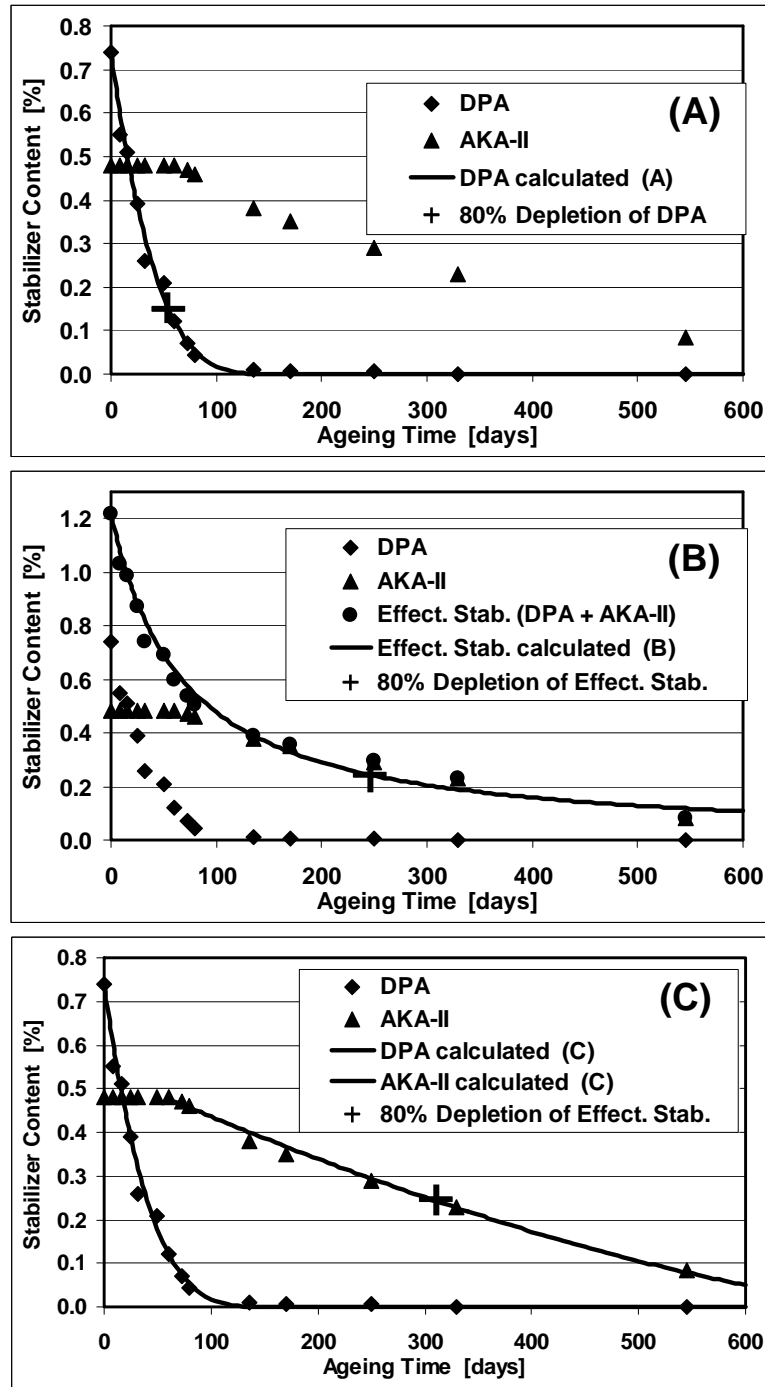 0.8
0.7
0.6
0.5
0.4
0.3
0.2
0.1
0.0
Stabilizer Content [%]
(A)
DPA
AKA-II
DPA calculated (A)
80% Depletion of DPA
0 100 200 300 400 500 600
Ageing Time [days]
1.2
1.0
0.8
0.6
0.4
0.2
0.0
Stabilizer Content [%]
(B)
DPA
AKA-II
Effect. Stab. (DPA + AKA-II)
Effect. Stab. calculated (B)
80% Depletion of Effect. Stab.
0 100 200 300 400 500 600
Ageing Time [days]
0.8
0.7
0.6
0.5
0.4
0.3
0.2
0.1
0.0
Stabilizer Content [%]
(C)
DPA
AKA-II
DPA calculated (C)
AKA-II calculated (C)
80% Depletion of Effect. Stab.
0 100 200 300 400 500 600
Ageing Time [days]